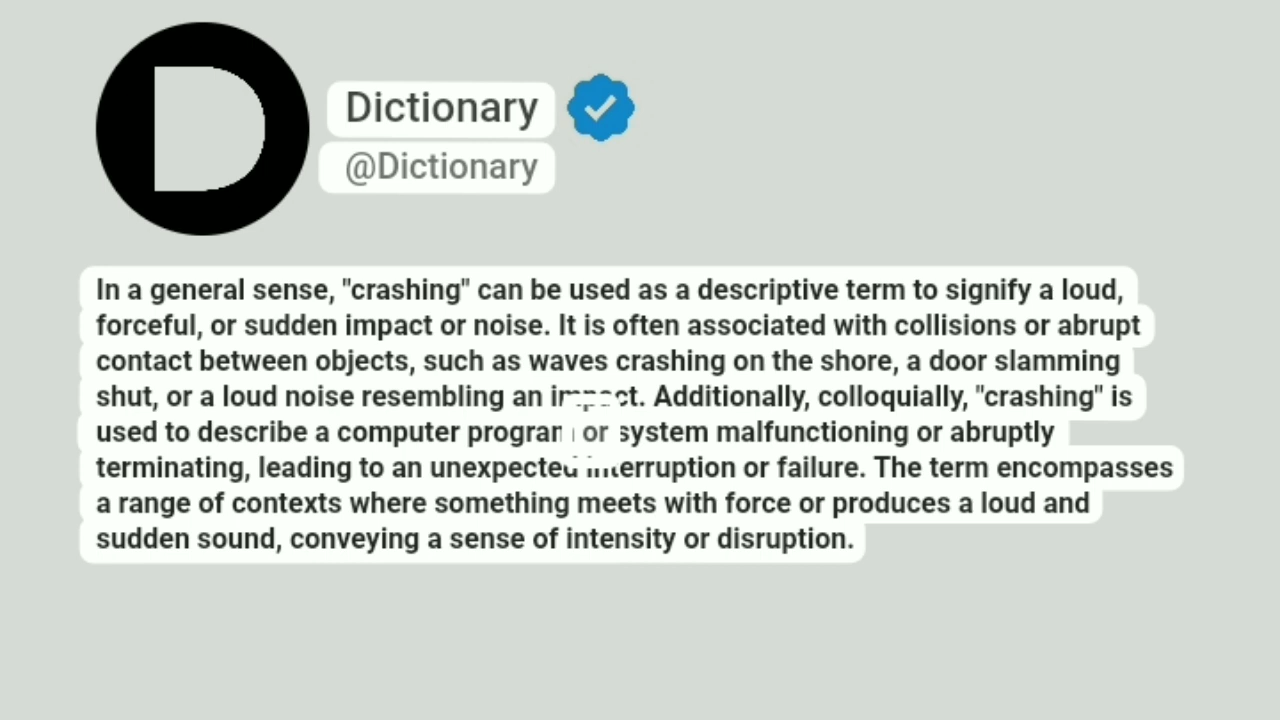 D
Dictionary
@Dictionary
In a general sense, "crashing" can be used as a descriptive term to signify a loud,
forceful, or sudden impact or noise. It is often associated with collisions or abrupt
contact between objects, such as waves crashing on the shore, a door slamming
shut, or a loud noise resembling an impact. Additionally, colloquially, "crashing" is
used to describe a computer program or system malfunctioning or abruptly
terminating, leading to an unexpected interruption or failure. The term encompasses
a range of contexts where something meets with force or produces a loud and
sudden sound, conveying a sense of intensity or disruption.